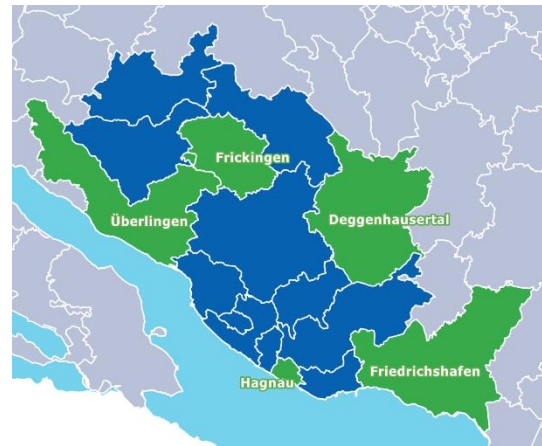 Frickingen
Überlingen
Deggenhausertal
Friedrichshafen
Hagnau